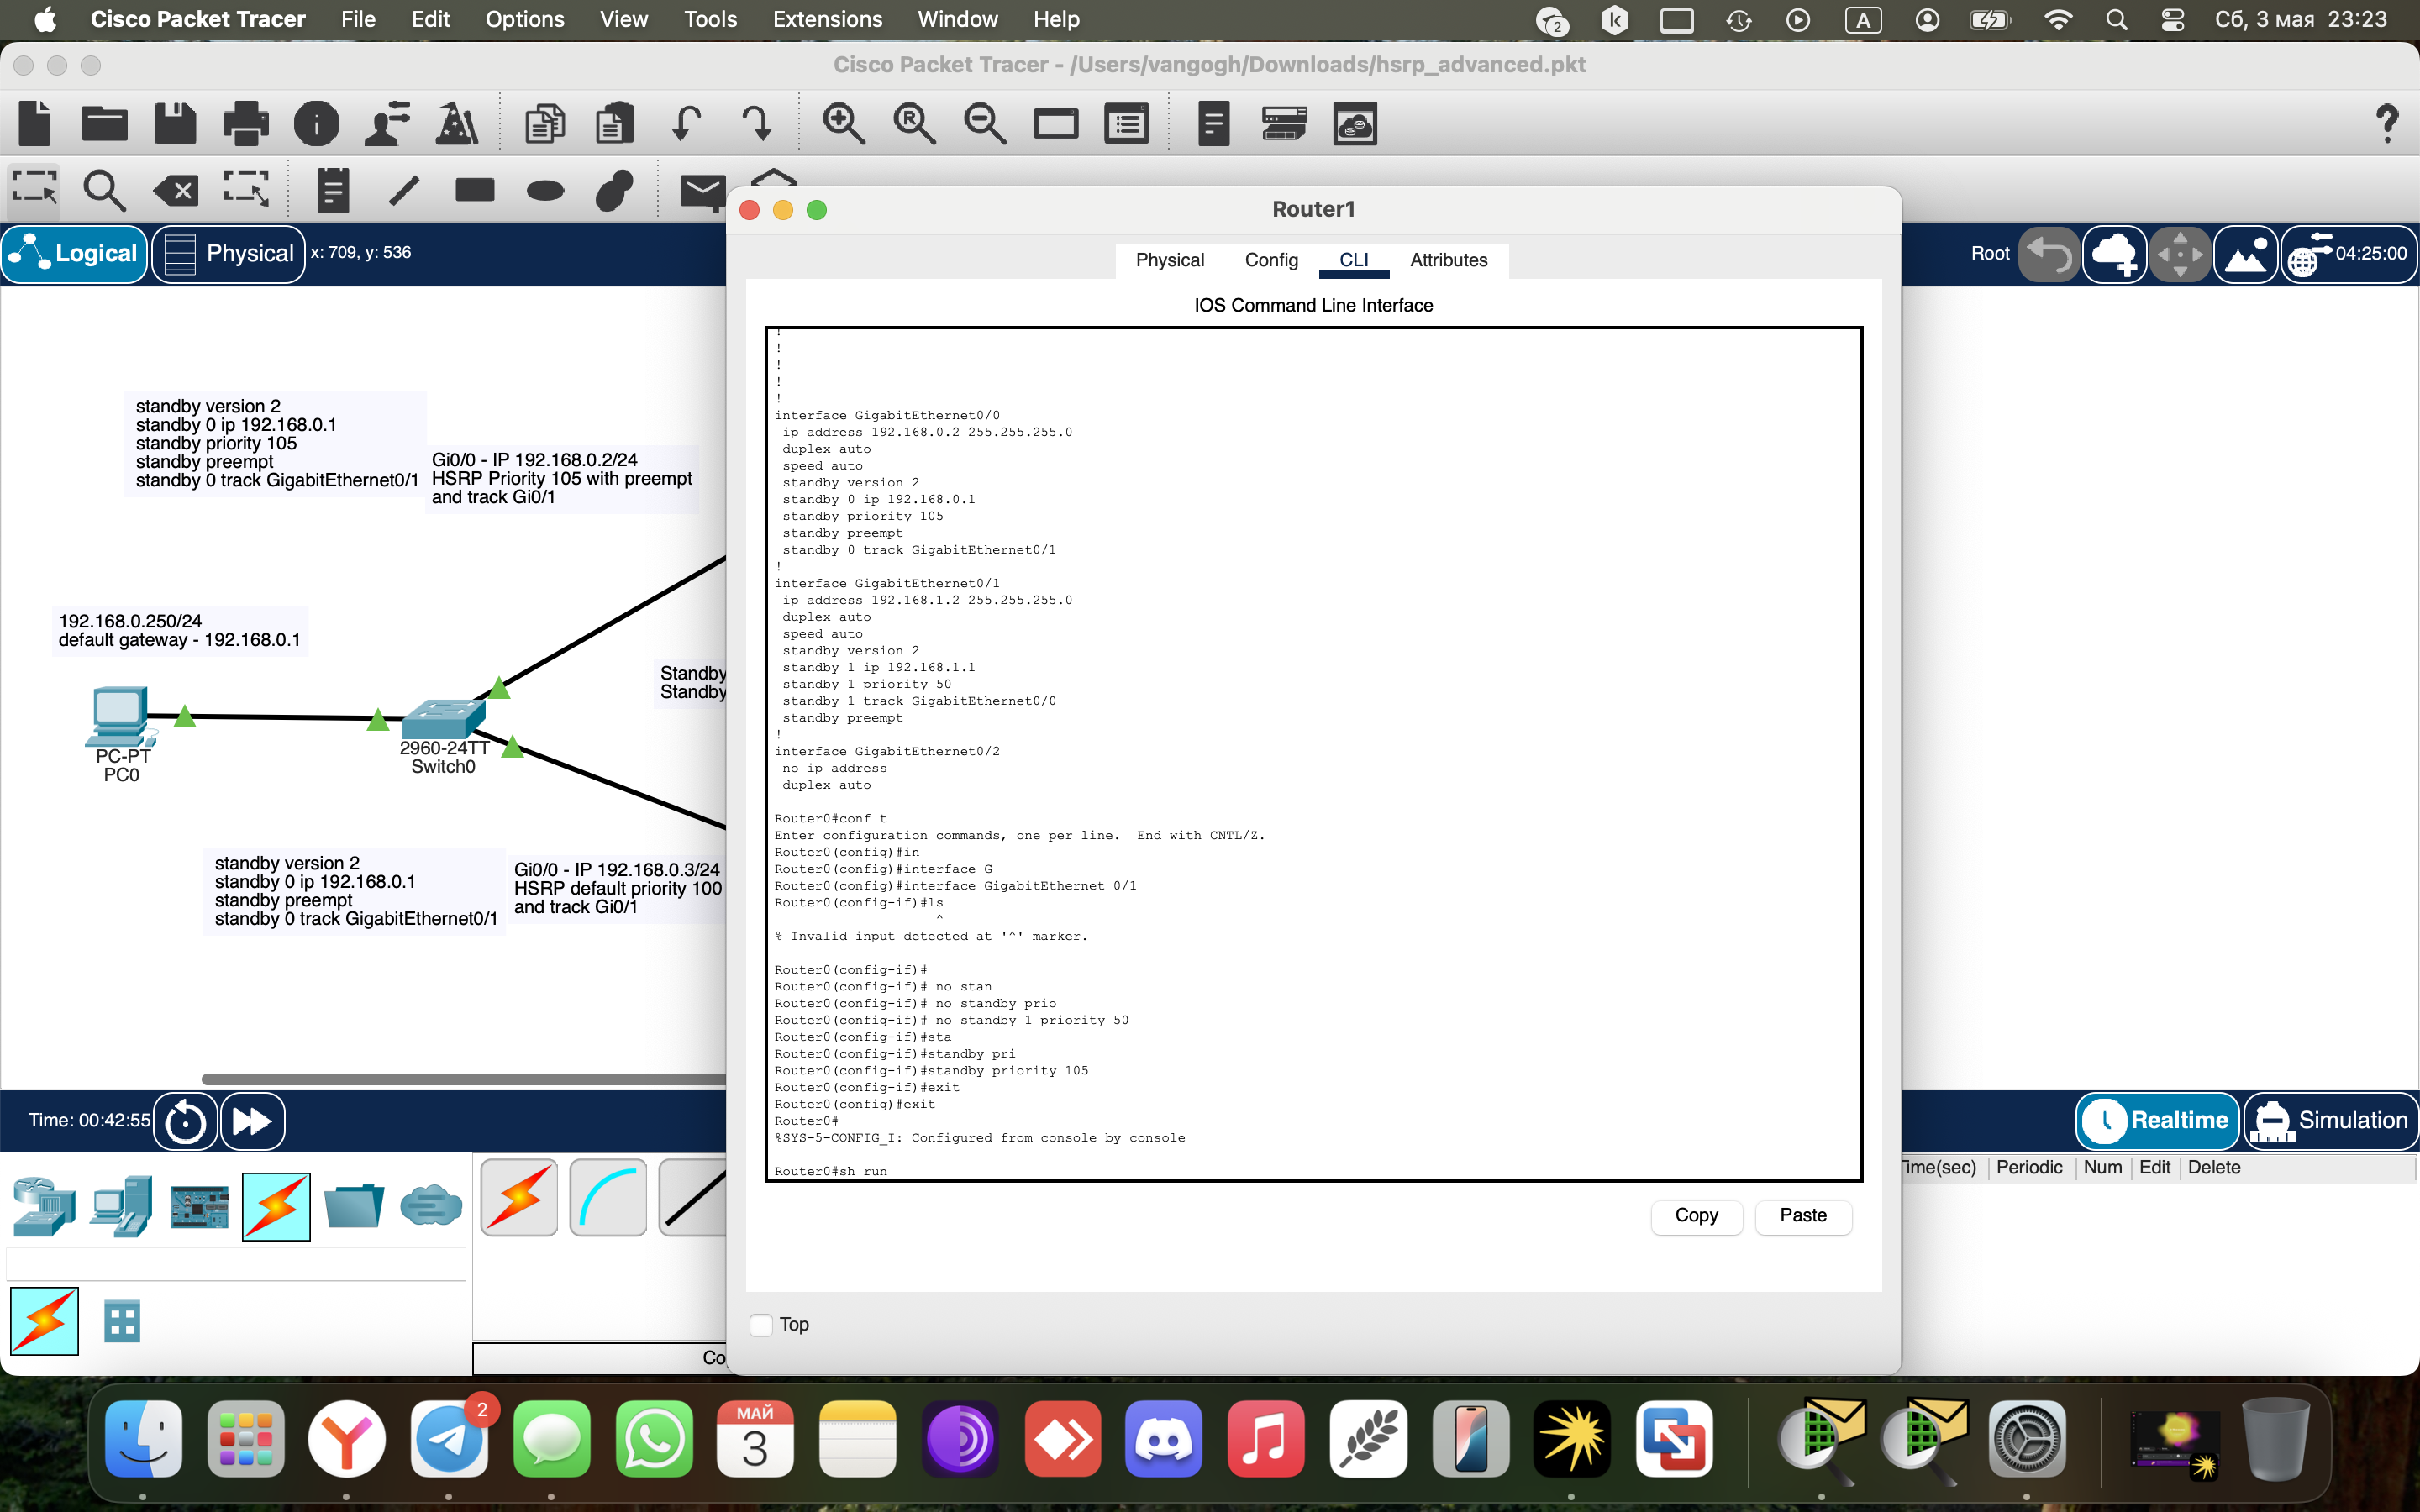 Cisco Packet Tracer File Edit Options View Tools Extensions Window Help
2 A Сб, 3 мая 23:23
Cisco Packet Tracer - /Users/vangogh/Downloads/hsrp_advanced.pkt
Logical Physical x: 709, y: 536
Root 04:25:00
standby version 2
standby 0 ip 192.168.0.1
standby priority 105
standby preempt
standby 0 track GigabitEthernet0/1
Gi0/0 - IP 192.168.0.2/24
HSRP Priority 105 with preempt
and track Gi0/1
192.168.0.250/24
default gateway - 192.168.0.1
Standby
Standby
PC-PT
PC0
2960-24TT
Switch0
standby version 2
standby 0 ip 192.168.0.1
standby preempt
standby 0 track GigabitEthernet0/1
Gi0/0 - IP 192.168.0.3/24
HSRP default priority 100
and track Gi0/1
Router1
Physical Config CLI Attributes
IOS Command Line Interface
!
!
!
!
!
interface GigabitEthernet0/0
ip address 192.168.0.2 255.255.255.0
duplex auto
speed auto
standby version 2
standby 0 ip 192.168.0.1
standby priority 105
standby preempt
standby 0 track GigabitEthernet0/1
!
interface GigabitEthernet0/1
ip address 192.168.1.2 255.255.255.0
duplex auto
speed auto
standby version 2
standby 1 ip 192.168.1.1
standby 1 priority 50
standby 1 track GigabitEthernet0/0
standby preempt
!
interface GigabitEthernet0/2
no ip address
duplex auto
Router0#conf t
Enter configuration commands, one per line.  End with CNTL/Z.
Router0(config)#in
Router0(config)#interface G
Router0(config)#interface GigabitEthernet 0/1
Router0(config-if)#ls
^
% Invalid input detected at '^' marker.
Router0(config-if)#
Router0(config-if)# no stan
Router0(config-if)# no standby prio
Router0(config-if)# no standby 1 priority 50
Router0(config-if)#sta
Router0(config-if)#standby pri
Router0(config-if)#standby priority 105
Router0(config-if)#exit
Router0(config)#exit
Router0#
%SYS-5-CONFIG_I: Configured from console by console
Router0#sh run
Copy Paste
Top
Time: 00:42:55
Realtime Simulation
ime(sec) Periodic Num Edit Delete
Co
2
МАЙ
3